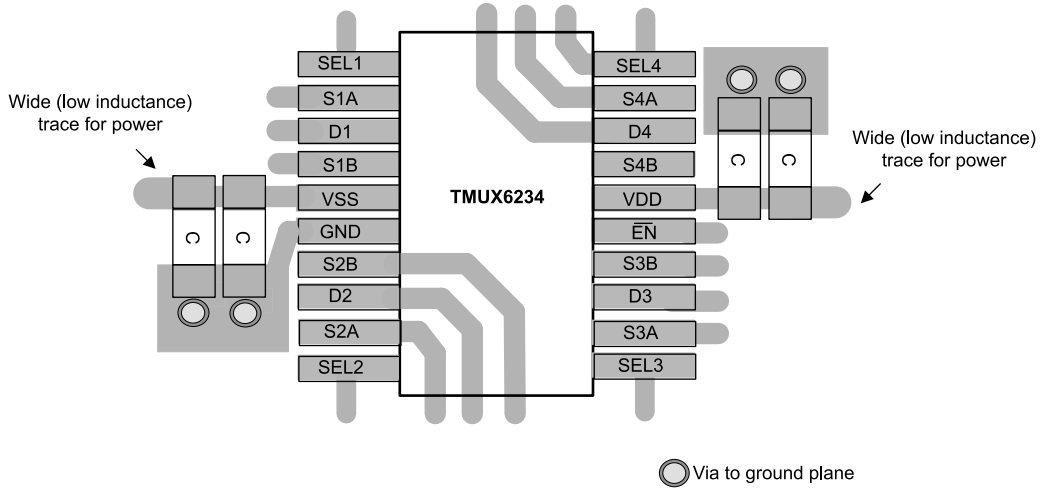 SEL1
S1A
D1
S1B
VSS
GND
S2B
D2
S2A
SEL2
Wide (low inductance)
trace for power
C
C
TMUX6234
SEL4
S4A
D4
S4B
VDD
EN
S3B
D3
S3A
SEL3
C
C
Wide (low inductance)
trace for power
Via to ground plane